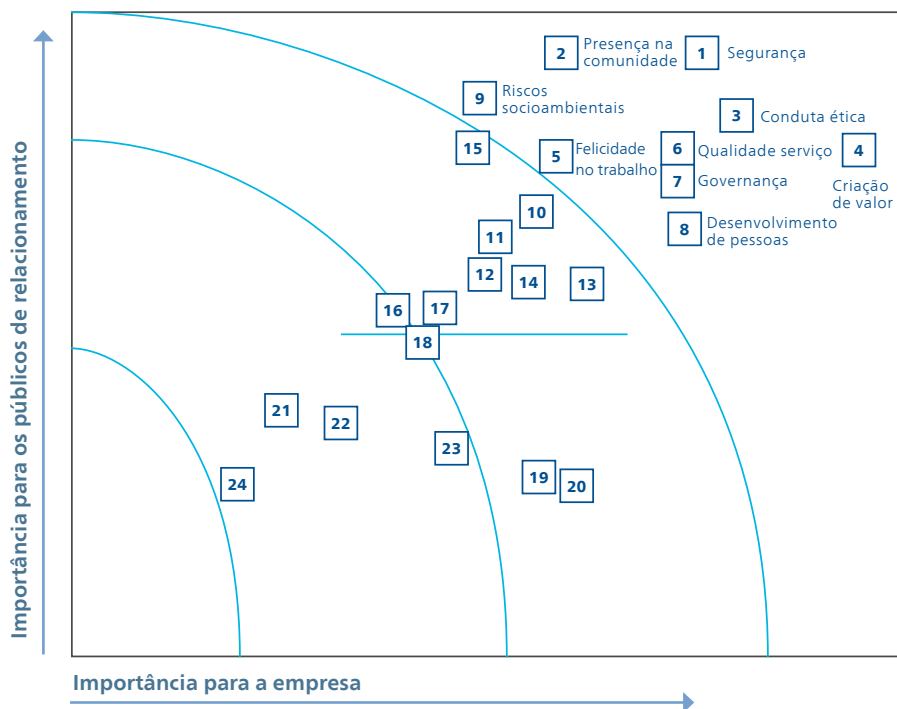 Importância para os públicos de relacionamento
2 Presença na
comunidade
1 Segurança
9 Riscos
socioambientais
3 Conduta ética
15
5 Felicidade
no trabalho
6 Qualidade serviço
4
Criação
de valor
7 Governança
10
8 Desenvolvimento
de pessoas
11
12
14
13
16
17
18
21
22
23
24
19
20
Importância para a empresa